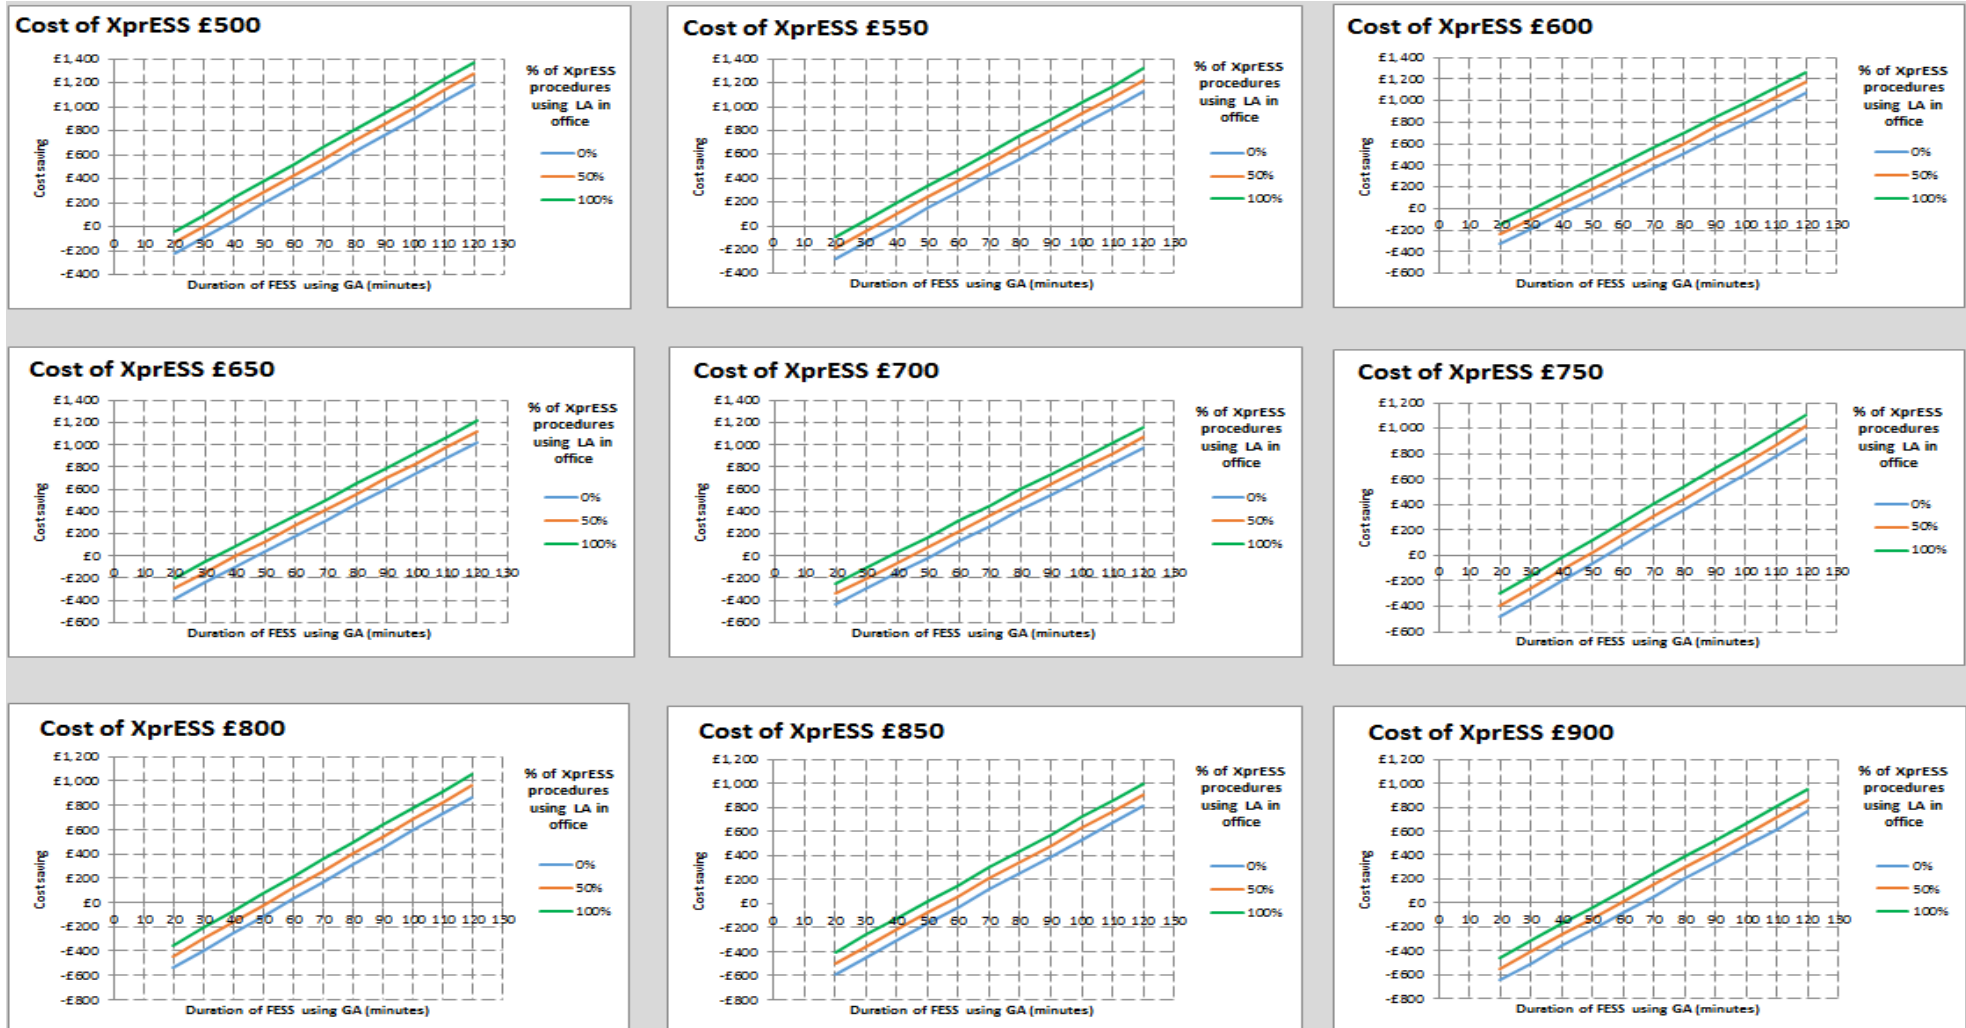 Cost of XprESS £500
£1,400
£1,200
£1,000
£800
£600
£400
£200
£0
-£200
-£400
Cost saving
0 10 20 30 40 50 60 70 80 90 100 110 120 130
Duration of FESS using GA (minutes)
% of XprESS
procedures
using LA in
office
0%
50%
100%
Cost of XprESS £550
£1,400
£1,200
£1,000
£800
£600
£400
£200
£0
-£200
-£400
Cost saving
0 10 20 30 40 50 60 70 80 90 100 110 120 130
Duration of FESS using GA (minutes)
% of XprESS
procedures
using LA in
office
0%
50%
100%
Cost of XprESS £600
£1,400
£1,200
£1,000
£800
£600
£400
£200
£0
-£200
-£400
-£600
Cost saving
0 10 20 30 40 50 60 70 80 90 100 110 120 130
Duration of FESS using GA (minutes)
% of XprESS
procedures
using LA in
office
0%
50%
100%
Cost of XprESS £650
£1,400
£1,200
£1,000
£800
£600
£400
£200
£0
-£200
-£400
-£600
Cost saving
0 10 20 30 40 50 60 70 80 90 100 110 120 130
Duration of FESS using GA (minutes)
% of XprESS
procedures
using LA in
office
0%
50%
100%
Cost of XprESS £700
£1,400
£1,200
£1,000
£800
£600
£400
£200
£0
-£200
-£400
-£600
Cost saving
0 10 20 30 40 50 60 70 80 90 100 110 120 130
Duration of FESS using GA (minutes)
% of XprESS
procedures
using LA in
office
0%
50%
100%
Cost of XprESS £750
£1,200
£1,000
£800
£600
£400
£200
£0
-£200
-£400
-£600
Cost saving
0 10 20 30 40 50 60 70 80 90 100 110 120 130
Duration of FESS using GA (minutes)
% of XprESS
procedures
using LA in
office
0%
50%
100%
Cost of XprESS £800
£1,200
£1,000
£800
£600
£400
£200
£0
-£200
-£400
-£600
-£800
Cost saving
0 10 20 30 40 50 60 70 80 90 100 110 120 130
Duration of FESS using GA (minutes)
% of XprESS
procedures
using LA in
office
0%
50%
100%
Cost of XprESS £850
£1,200
£1,000
£800
£600
£400
£200
£0
-£200
-£400
-£600
-£800
Cost saving
0 10 20 30 40 50 60 70 80 90 100 110 120 130
Duration of FESS using GA (minutes)
% of XprESS
procedures
using LA in
office
0%
50%
100%
Cost of XprESS £900
£1,200
£1,000
£800
£600
£400
£200
£0
-£200
-£400
-£600
-£800
Cost saving
0 10 20 30 40 50 60 70 80 90 100 110 120 130
Duration of FESS using GA (minutes)
% of XprESS
procedures
using LA in
office
0%
50%
100%